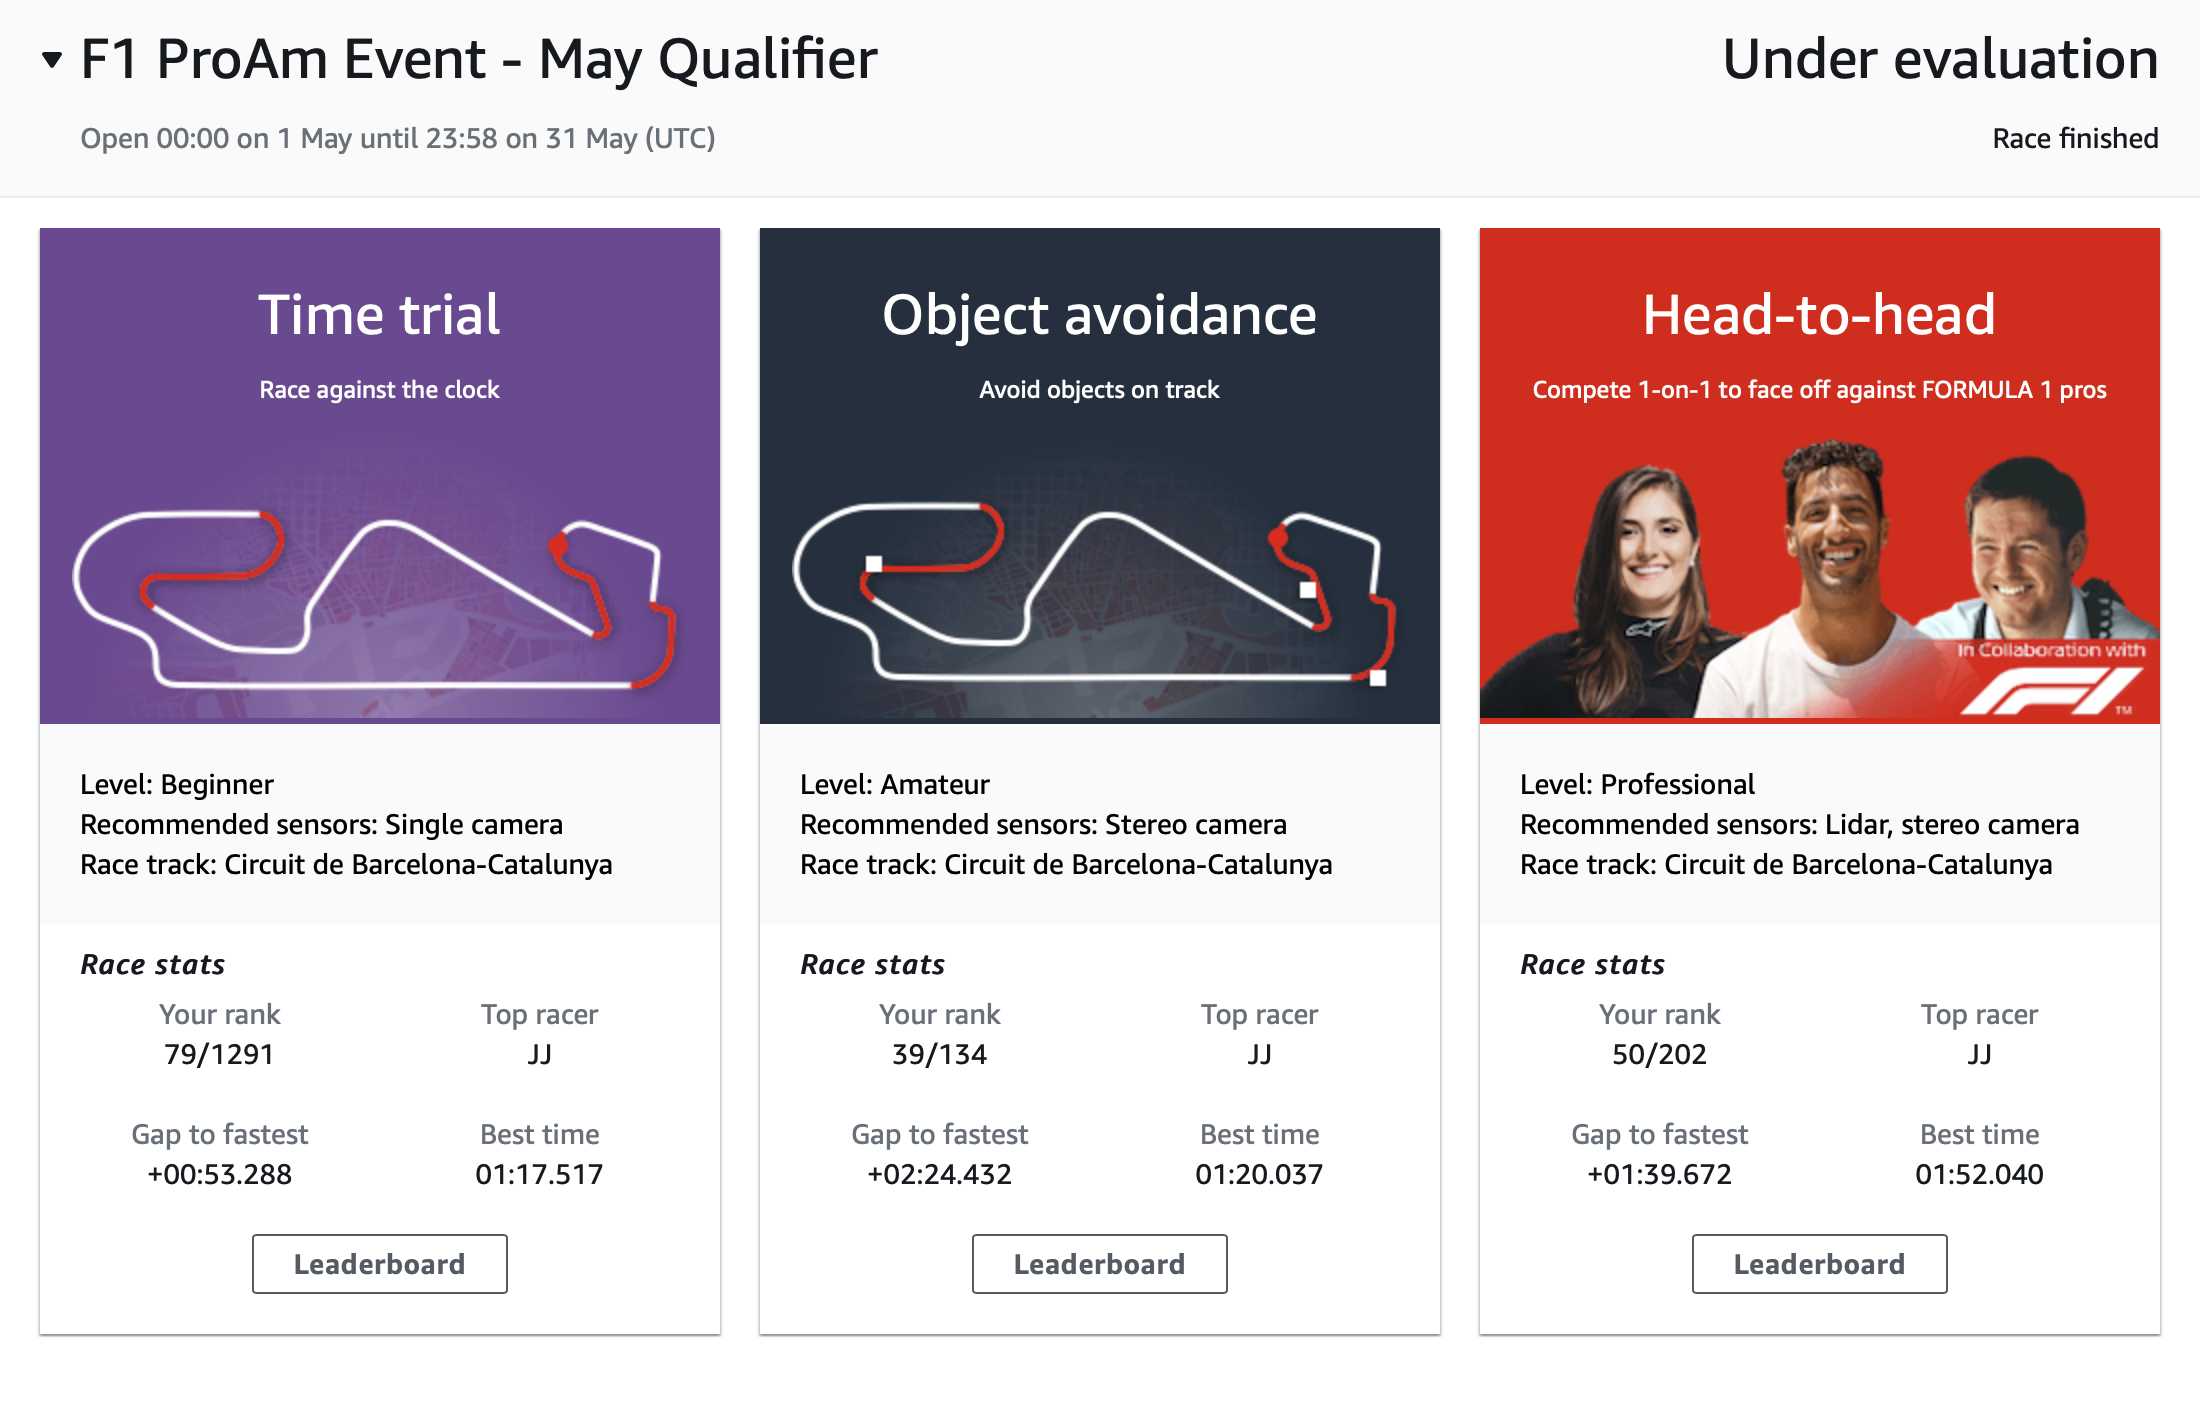 F1 ProAm Event - May Qualifier
Under evaluation
Open 00:00 on 1 May until 23:58 on 31 May (UTC)
Race finished
Time trial
Race against the clock
Level: Beginner
Recommended sensors: Single camera
Race track: Circuit de Barcelona-Catalunya
Race stats
Your rank
Top racer
79/1291
JJ
Gap to fastest
Best time
+00:53.288
01:17.517
Leaderboard
Object avoidance
Avoid objects on track
Level: Amateur
Recommended sensors: Stereo camera
Race track: Circuit de Barcelona-Catalunya
Race stats
Your rank
Top racer
39/134
JJ
Gap to fastest
Best time
+02:24.432
01:20.037
Leaderboard
Head-to-head
Compete 1-on-1 to face off against FORMULA 1 pros
In Collaboration with
F1
TM
Level: Professional
Recommended sensors: Lidar, stereo camera
Race track: Circuit de Barcelona-Catalunya
Race stats
Your rank
Top racer
50/202
JJ
Gap to fastest
Best time
+01:39.672
01:52.040
Leaderboard